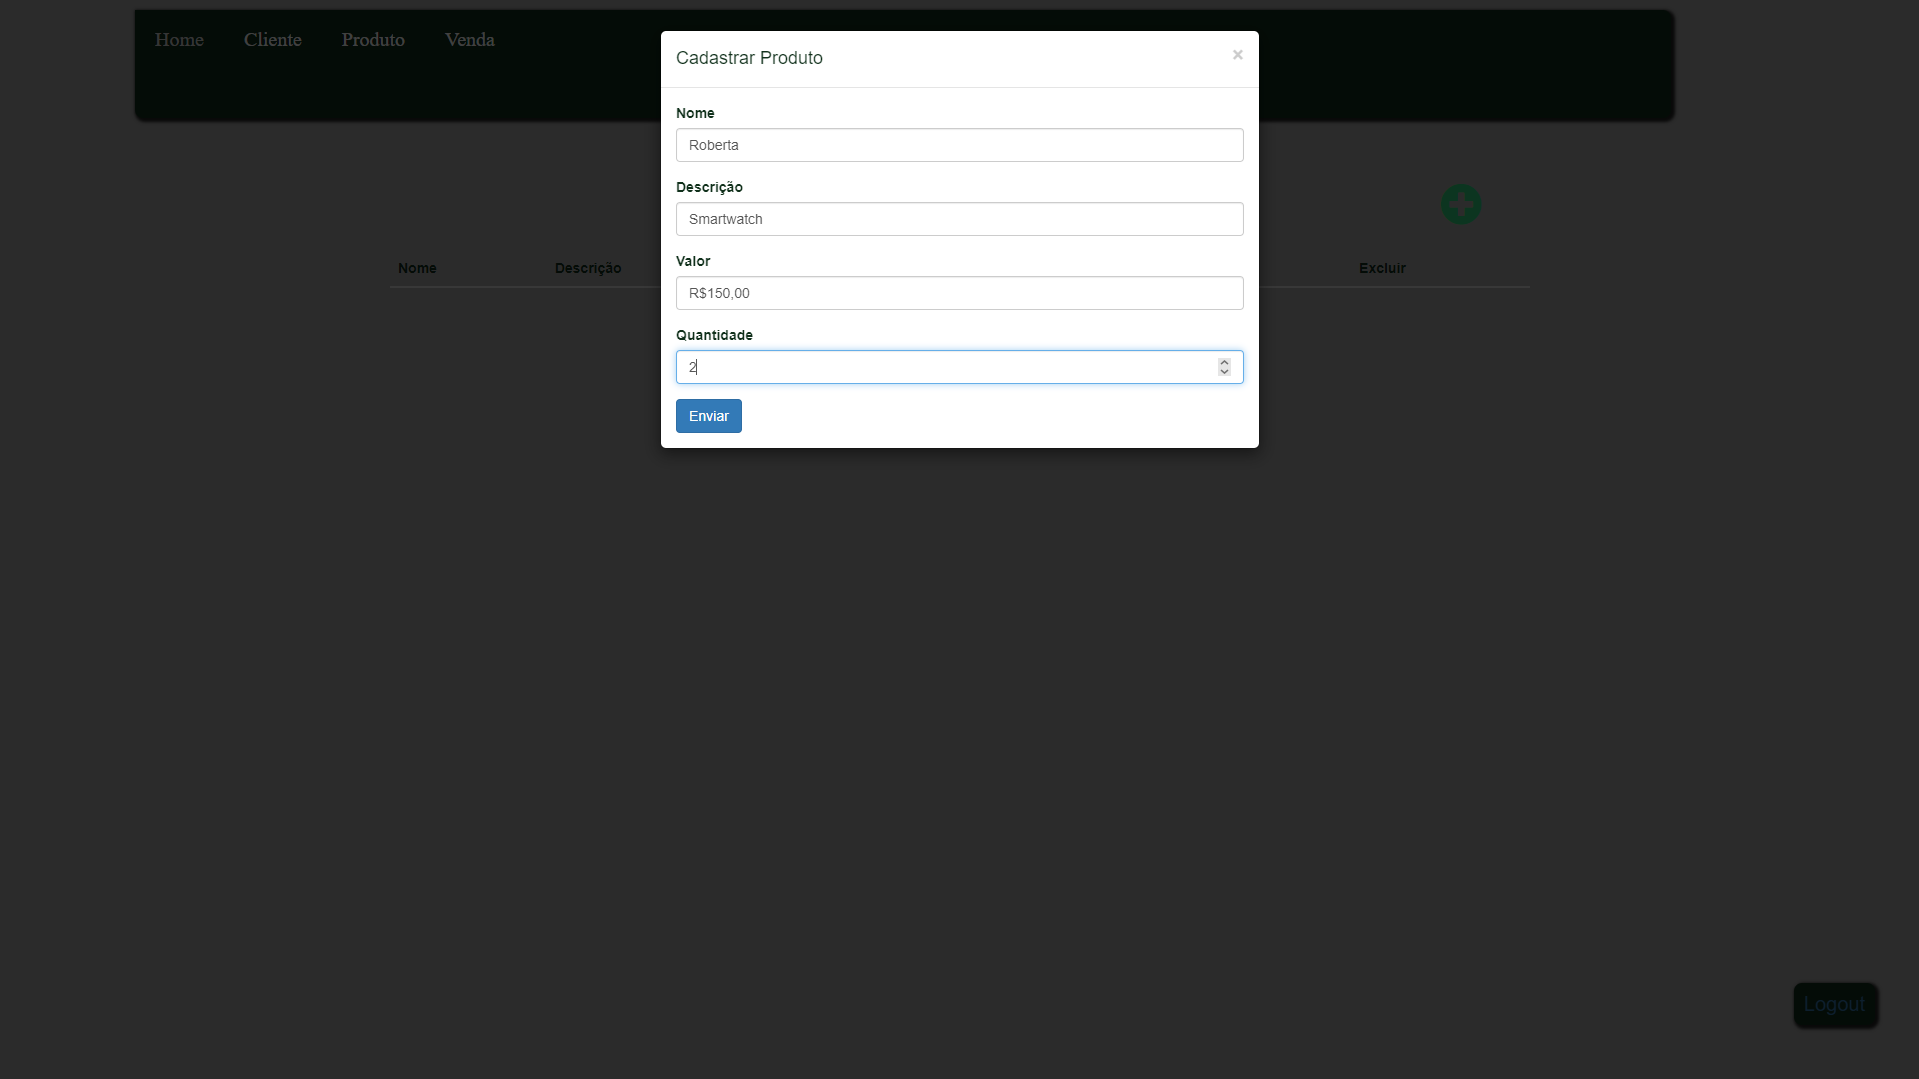 Home Cliente Produto Venda
Cadastrar Produto ×
Nome
Roberta
Descrição
Smartwatch
Valor
R$150,00
Quantidade
2
Enviar
Nome Descrição Excluir
Logout